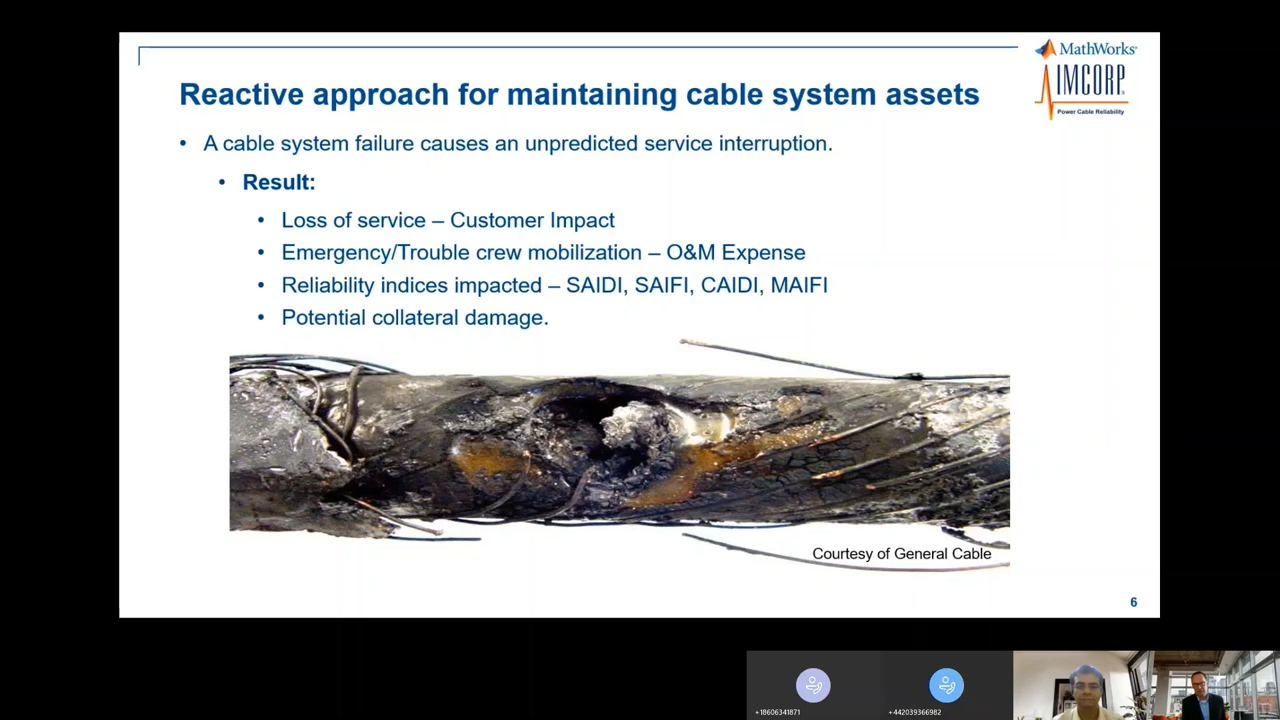 MathWorks®
IMCORP®
Power Cable Reliability
Reactive approach for maintaining cable system assets
• A cable system failure causes an unpredicted service interruption.
• Result:
• Loss of service – Customer Impact
• Emergency/Trouble crew mobilization – O&M Expense
• Reliability indices impacted – SAIDI, SAIFI, CAIDI, MAIFI
• Potential collateral damage.
Courtesy of General Cable
6
+18606341871
+442039366982